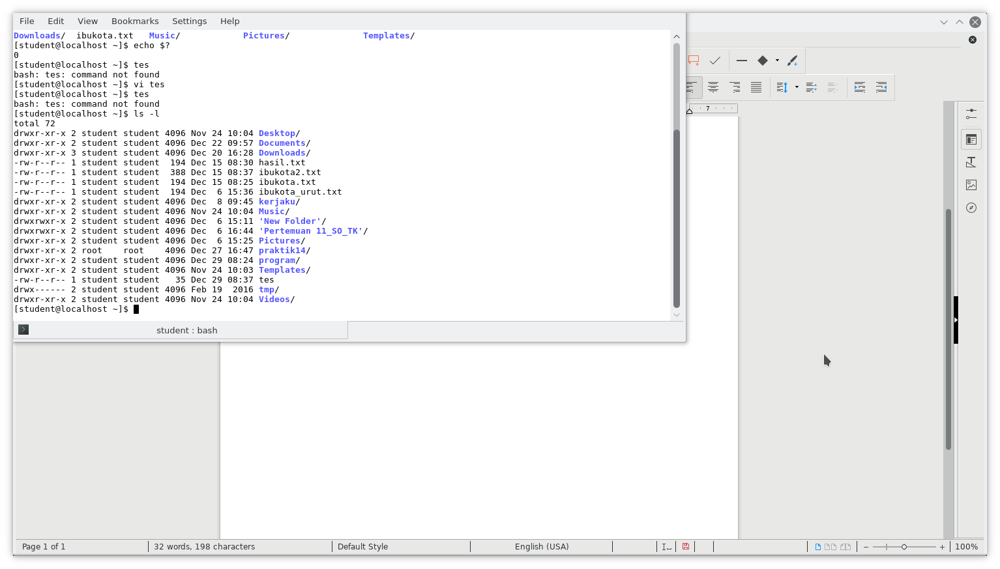 File Edit View Bookmarks Settings Help
Downloads/  ibukota.txt   Music/            Pictures/              Templates/
[student@localhost ~]$ echo $?
0
[student@localhost ~]$ tes
bash: tes: command not found
[student@localhost ~]$ vi tes
[student@localhost ~]$ tes
bash: tes: command not found
[student@localhost ~]$ ls -l
total 72
drwxr-xr-x 2 student student 4096 Nov 24 10:04 Desktop/
drwxr-xr-x 2 student student 4096 Dec 22 09:57 Documents/
drwxr-xr-x 3 student student 4096 Dec 20 16:28 Downloads/
-rw-r--r-- 1 student student  194 Dec 15 08:30 hasil.txt
-rw-r--r-- 1 student student  388 Dec 15 08:37 ibukota2.txt
-rw-r--r-- 1 student student  194 Dec 15 08:25 ibukota.txt
-rw-r--r-- 1 student student  194 Dec  6 15:36 ibukota_urut.txt
drwxr-xr-x 2 student student 4096 Dec  8 09:45 kerjaku/
drwxr-xr-x 2 student student 4096 Nov 24 10:04 Music/
drwxrwxr-x 2 student student 4096 Dec  6 15:11 'New Folder'/
drwxrwxr-x 2 student student 4096 Dec  6 16:44 'Pertemuan 11_SO_TK'/
drwxr-xr-x 2 student student 4096 Dec  6 15:25 Pictures/
drwxr-xr-x 2 root    root    4096 Dec 27 16:47 praktik14/
drwxr-xr-x 2 student student 4096 Dec 29 08:24 program/
drwxr-xr-x 2 student student 4096 Nov 24 10:03 Templates/
-rw-r--r-- 1 student student   35 Dec 29 08:37 tes
drwx------ 2 student student 4096 Feb 19  2016 tmp/
drwxr-xr-x 2 student student 4096 Nov 24 10:04 Videos/
[student@localhost ~]$
student : bash
7
Page 1 of 1
32 words, 198 characters
Default Style
English (USA)
100%